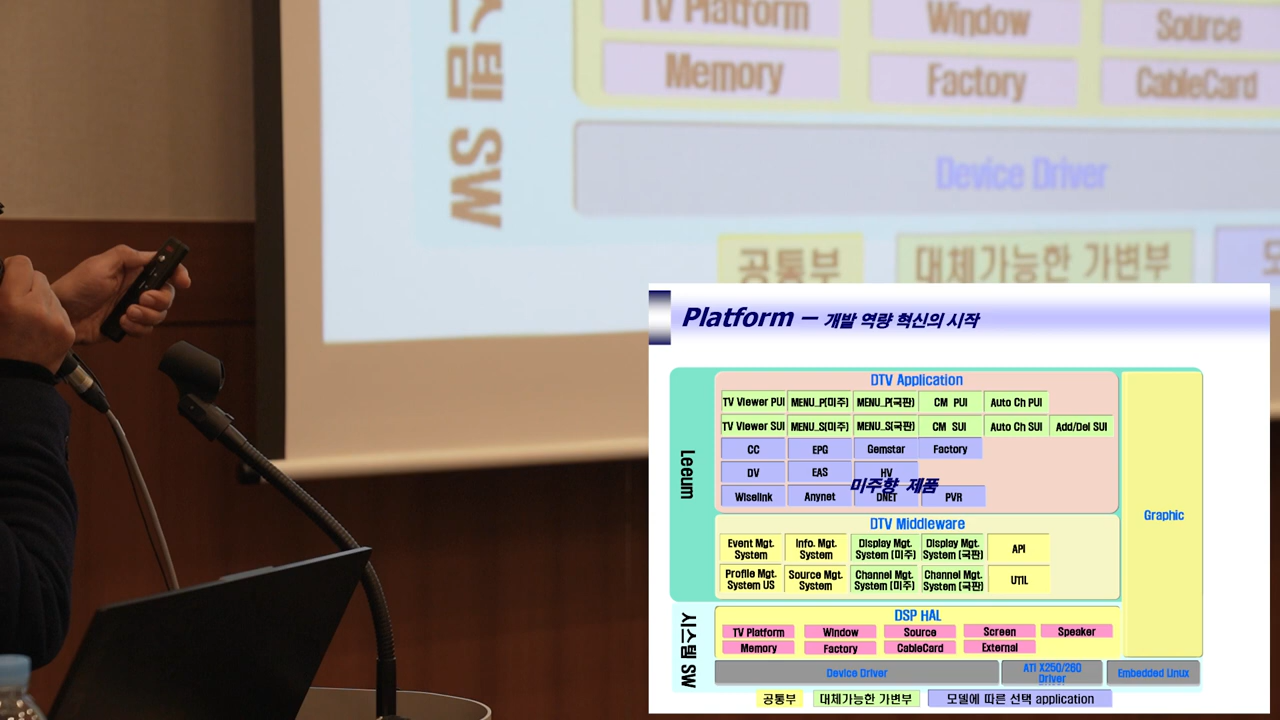 TV Platform Window Source
Memory Factory CableCard
시스템 SW
Device Driver
공통부 대체가능한 가변부 모
Platform – 개발 역량 혁신의 시작
Leeum
DTV Application
TV Viewer PUI MENU_P(미주) MENU_P(국판) CM PUI Auto Ch PUI
TV Viewer SUI MENU_S(미주) MENU_S(국판) CM SUI Auto Ch SUI Add/Del SUI
CC EPG Gemstar Factory
DV EAS HV
미주향 제품
Wiselink Anynet DNET PVR
Graphic
DTV Middleware
Event Mgt. Info. Mgt. Display Mgt. Display Mgt. API
System System System (미주) System (국판)
Profile Mgt. Source Mgt. Channel Mgt. Channel Mgt. UTIL
System US System System (미주) System (국판)
시스템 SW
DSP HAL
TV Platform Window Source Screen Speaker
Memory Factory CableCard External
Device Driver ATI X250/260 Driver Embedded Linux
공통부 대체가능한 가변부 모델에 따른 선택 application